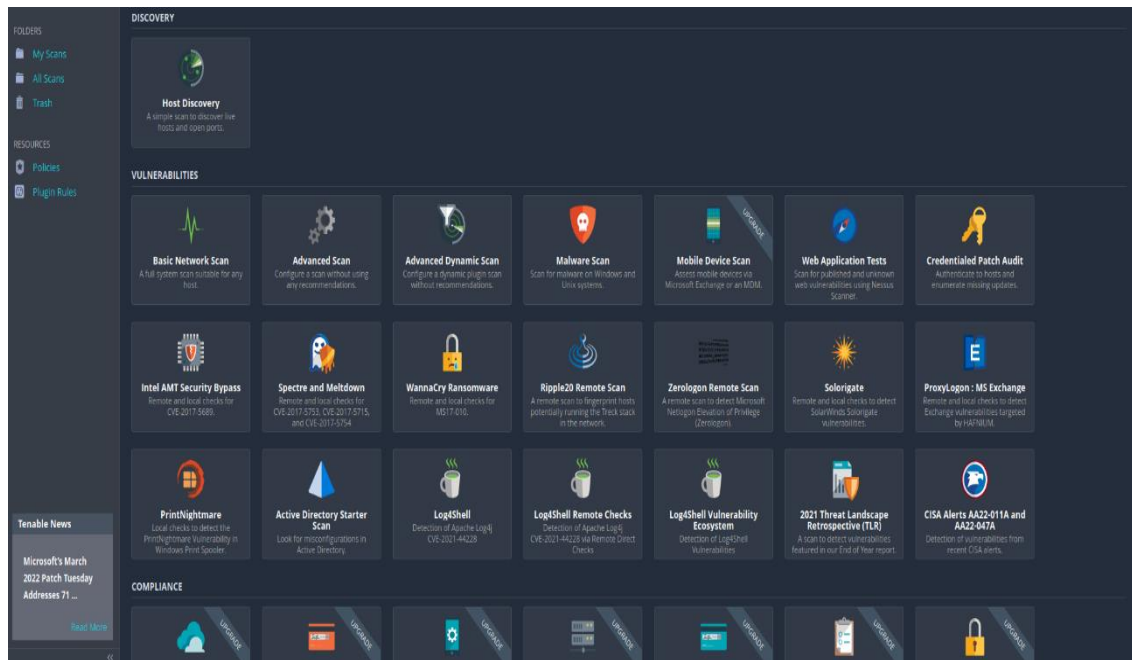 DISCOVERY
FOLDERS
My Scans
All Scans
Trash
RESOURCES
Policies
Plugin Rules
Host Discovery
A simple scan to discover live
hosts and open ports.
VULNERABILITIES
Basic Network Scan
A full system scan suitable for any
host.
Advanced Scan
Configure a scan without using
any recommendations.
Advanced Dynamic Scan
Configure a dynamic plugin scan
without recommendations.
Malware Scan
Scan for malware on Windows and
Unix systems.
UPGRADE
Mobile Device Scan
Assess mobile devices via
Microsoft Exchange or an MDM.
Web Application Tests
Scan for published and unknown
web vulnerabilities using Nessus
Scanner.
Credentialed Patch Audit
Authenticate to hosts and
enumerate missing updates.
Intel AMT Security Bypass
Remote and local checks for
CVE-2017-5689.
Spectre and Meltdown
Remote and local checks for
CVE-2017-5753, CVE-2017-5715,
and CVE-2017-5754
WannaCry Ransomware
Remote and local checks for
MS17-010.
Ripple20 Remote Scan
A remote scan to fingerprint hosts
potentially running the Treck stack
in the network.
Zerologon Remote Scan
A remote scan to detect Microsoft
Netlogon Elevation of Privilege
(Zerologon).
Solorigate
Remote and local checks to detect
SolarWinds Solorigate
vulnerabilities.
E
ProxyLogon : MS Exchange
Remote and local checks to detect
Exchange vulnerabilities targeted
by HAFNIUM.
PrintNightmare
Local checks to detect the
PrintNightmare Vulnerability in
Windows Print Spooler.
Active Directory Starter
Scan
Look for misconfigurations in
Active Directory.
Log4Shell
Detection of Apache Log4j
CVE-2021-44228
Log4Shell Remote Checks
Detection of Apache Log4j
CVE-2021-44228 via Remote Direct
Checks
Log4Shell Vulnerability
Ecosystem
Detection of Log4Shell
Vulnerabilities
2021 Threat Landscape
Retrospective (TLR)
A scan to detect vulnerabilities
featured in our End of Year report.
CISA Alerts AA22-011A and
AA22-047A
Detection of vulnerabilities from
recent CISA alerts.
Tenable News
Microsoft's March
2022 Patch Tuesday
Addresses 71 ...
Read More
«
COMPLIANCE
UPGRADE
UPGRADE
UPGRADE
UPGRADE
UPGRADE
UPGRADE
UPGRADE